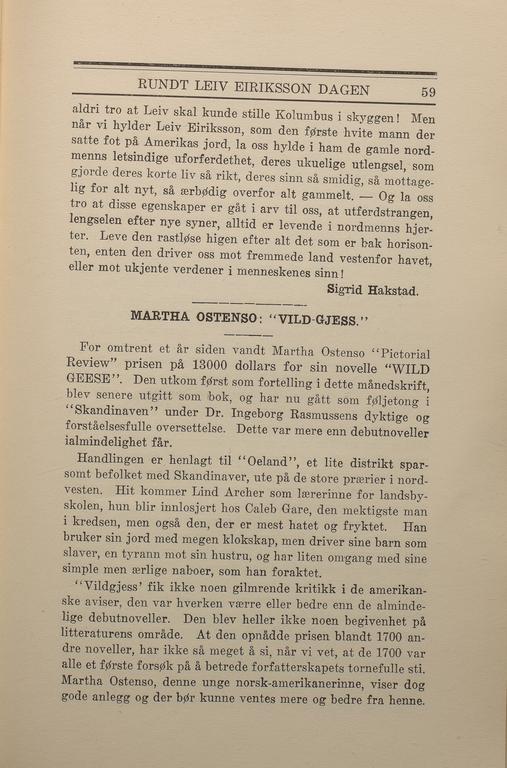 RUNDT LEIV EIRIKSSON DAGEN 59
aldri tro at Leiv skal kunde stille Kolumbus i skyggen! Men
når vi hylder Leiv Eiriksson, som den første hvite mann der
satte fot på Amerikas jord, la oss hylde i ham de gamle nord-
menns letsindige uforferdethet, deres ukuelige utlengsel, som
gjorde deres korte liv så rikt, deres sinn så smidig, så mottage-
lig for alt nyt, så ærbødig overfor alt gammelt. — Og la oss
tro at disse egenskaper er gåt i arv til oss, at utferdstrangen,
lengselen efter nye syner, alltid er levende i nordmenns hjer-
ter. Leve den rastløse higen efter alt det som er bak horison-
ten, enten den driver oss mot fremmede land vestenfor havet,
eller mot ukjente verdener i menneskenes sinn!
Sigrid Hakstad.
MARTHA OSTENSO: "VILD-GJESS."
For omtrent et år siden vandt Martha Ostenso "Pictorial
Review" prisen på 13000 dollars for sin novelle "WILD
GEESE". Den utkom først som fortelling i dette månedskrift,
blev senere utgitt som bok, og har nu gått som føljetong i
"Skandinaven" under Dr. Ingeborg Rasmussens dyktige og
forståelsesfulle oversettelse. Dette var mere enn debutnoveller
ialmindelighet får.
Handlingen er henlagt til "Oeland", et lite distrikt spar-
somt befolket med Skandinaver, ute på de store prærier i nord-
vesten. Hit kommer Lind Archer som lærerinne for landsby-
skolen, hun blir innlosjert hos Caleb Gare, den mektigste man
i kredsen, men også den, der er mest hatet og fryktet. Han
bruker sin jord med megen klokskap, men driver sine barn som
slaver, en tyrann mot sin hustru, og har liten omgang med sine
simple men ærlige naboer, som han foraktet.
"Vildgjess' fik ikke noen gilmrende kritikk i de amerikan-
ske aviser, den var hverken værre eller bedre enn de alminde-
lige debutnoveller. Den blev heller ikke noen begivenhet på
litteraturens område. At den opnådde prisen blandt 1700 an-
dre noveller, har ikke så meget å si, når vi vet, at de 1700 var
alle et første forsøk på å betrede forfatterskapets tornefulle sti.
Martha Ostenso, denne unge norsk-amerikanerinne, viser dog
gode anlegg og der bør kunne ventes mere og bedre fra henne.